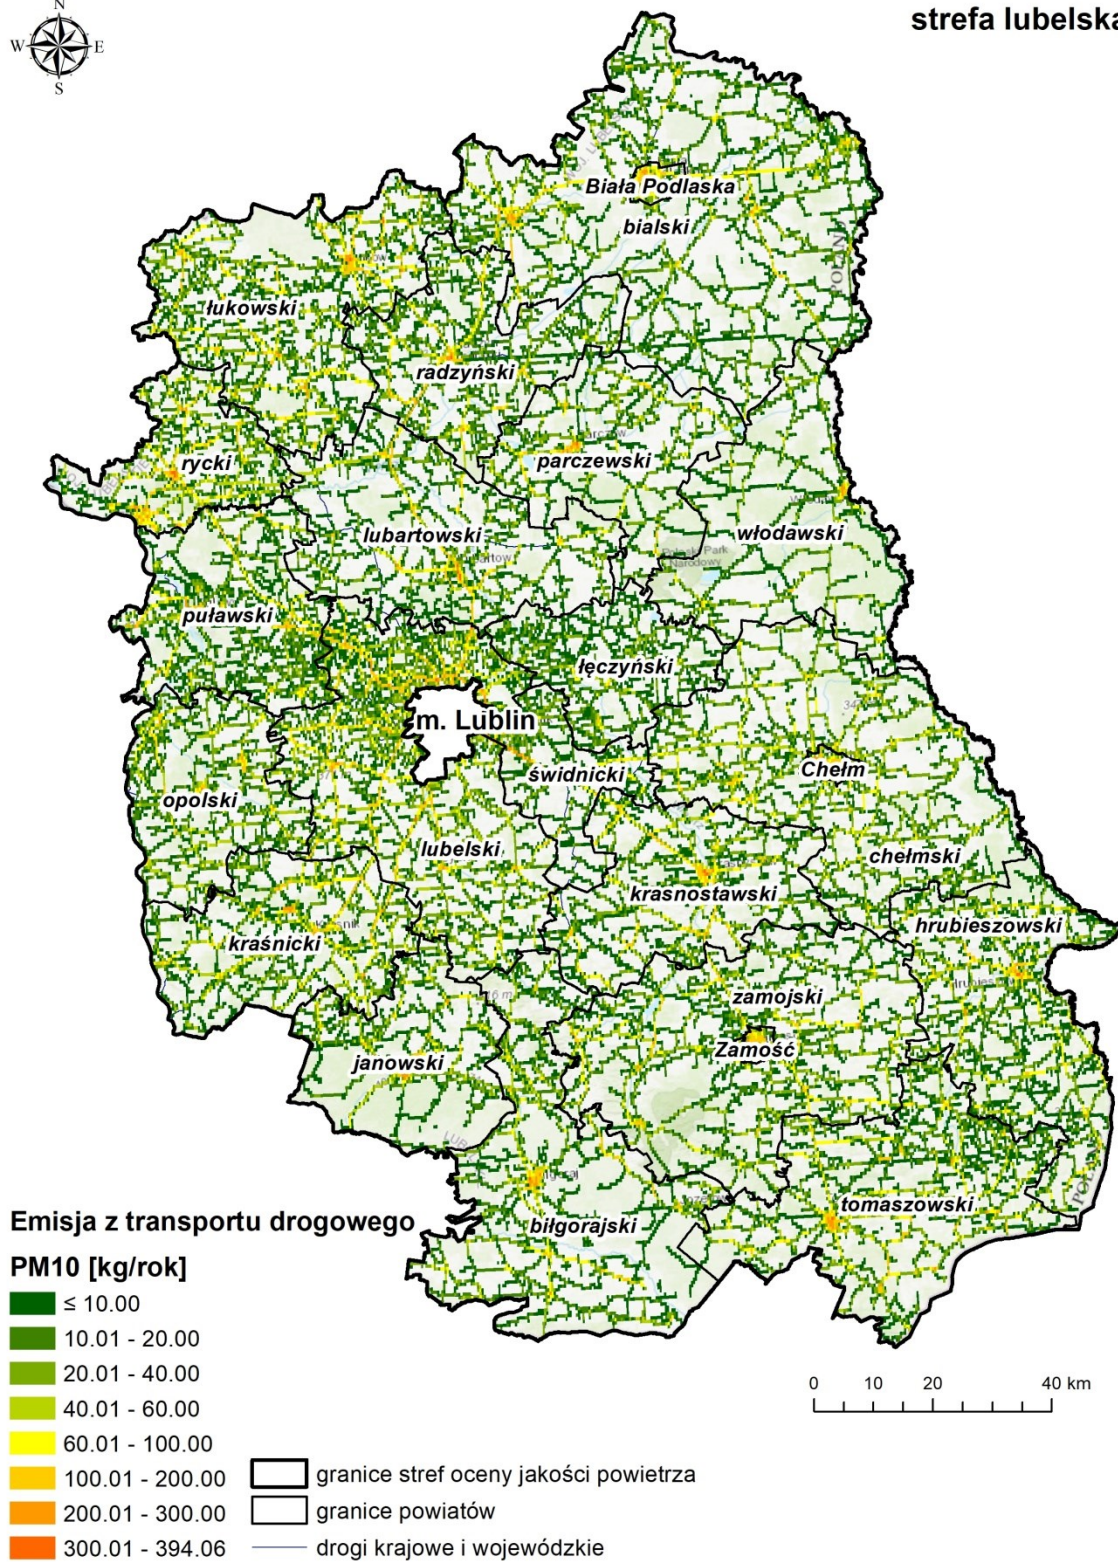 N
W E
S
strefa lubelska
Biała Podlaska
bialski
łukowski
radzyński
rycki
parczewski
lubartowski
włodawski
Park
Narodowy
puławski
łęczyński
m. Lublin
świdnicki
Chełm
opolski
lubelski
chełmski
krasnostawski
kraśnicki
hrubieszowski
zamojski
Zamość
janowski
tomaszowski
biłgorajski
Emisja z transportu drogowego
PM10 [kg/rok]
≤ 10.00
10.01 - 20.00
20.01 - 40.00
40.01 - 60.00
60.01 - 100.00
100.01 - 200.00
200.01 - 300.00
300.01 - 394.06
granice stref oceny jakości powietrza
granice powiatów
drogi krajowe i wojewódzkie
0 10 20 40 km